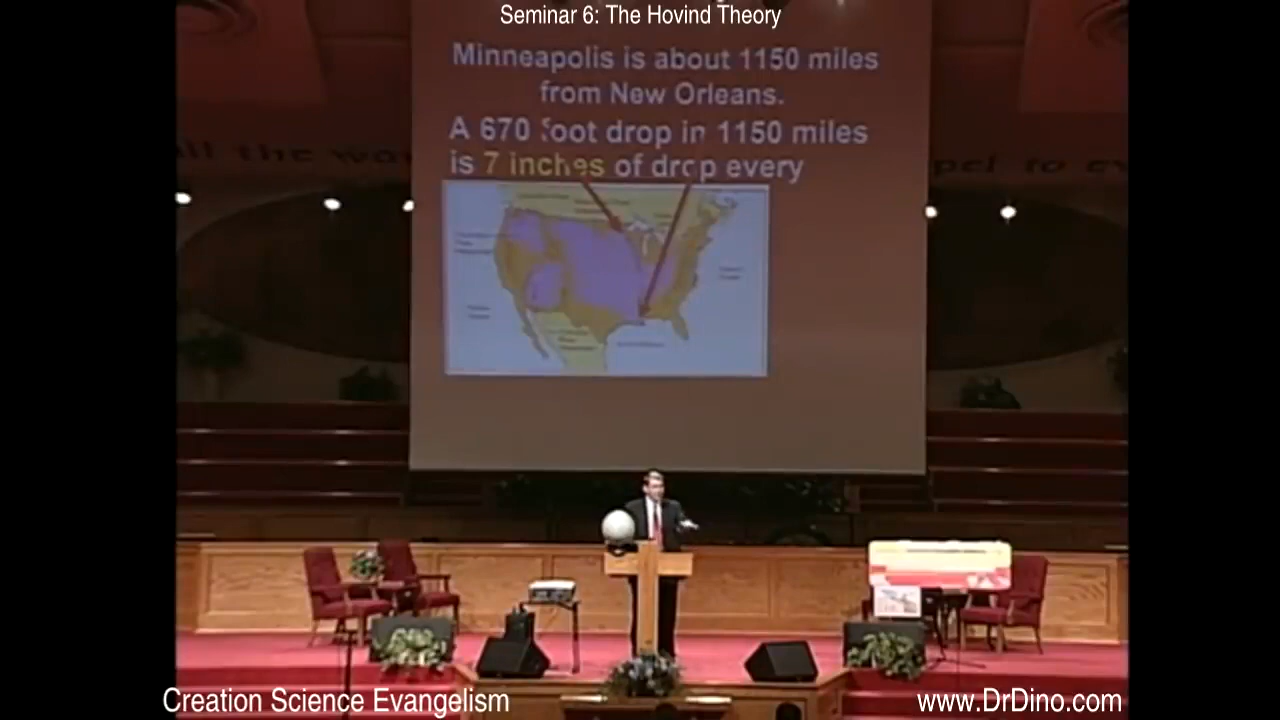 Seminar 6: The Hovind Theory
Minneapolis is about 1150 miles
from New Orleans.
A 670 foot drop in 1150 miles
is 7 inches of drop every
Creation Science Evangelism
www.DrDino.com